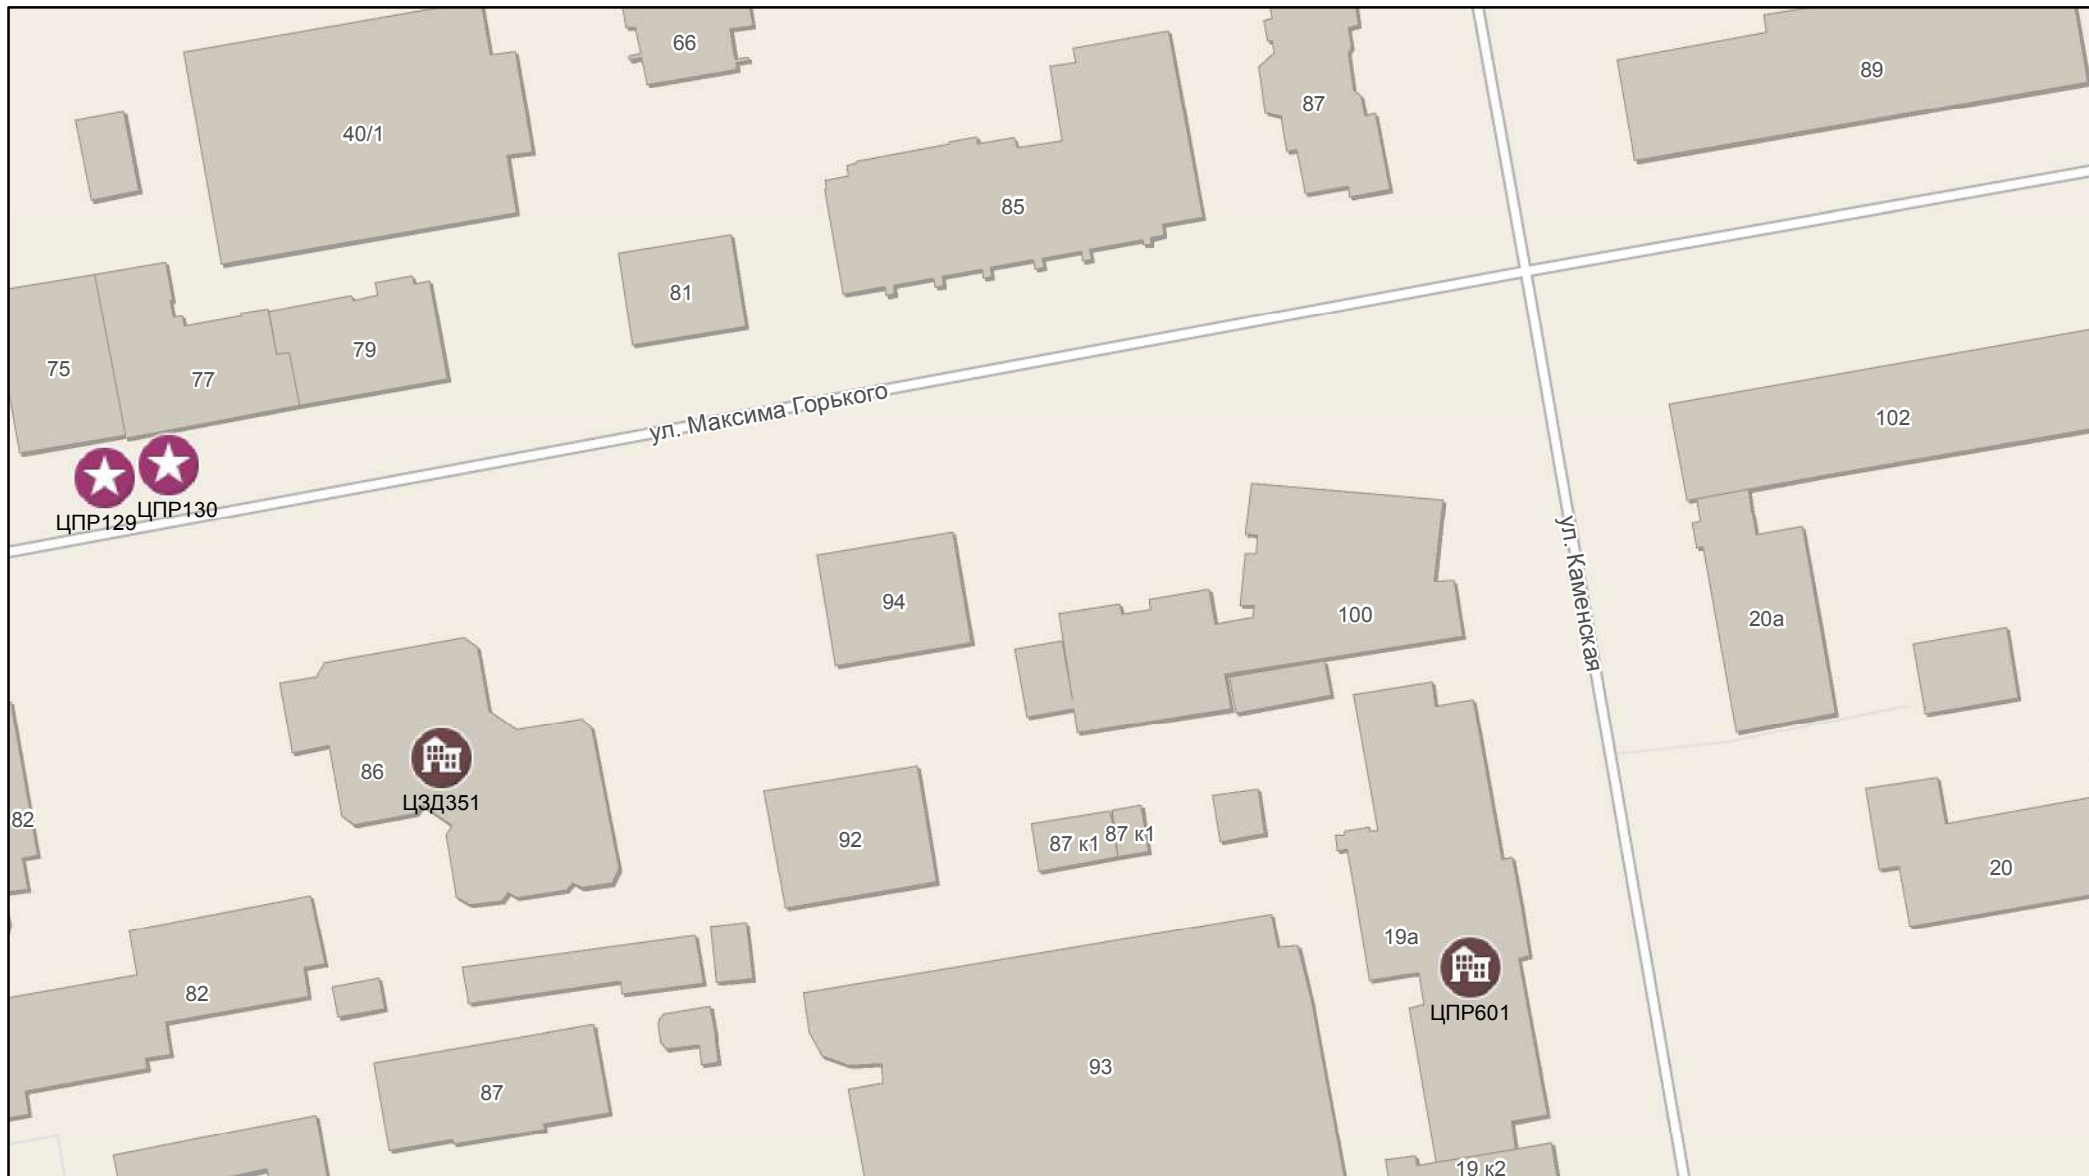 66
89
87
40/1
85
81
79
75
77
ул. Максима Горького
102
ЦПР129
ЦПР130
ул. Каменская
94
100
20а
86
ЦЗД351
82
92
87 к1
87 к1
20
19а
82
ЦПР601
93
87
19 к2